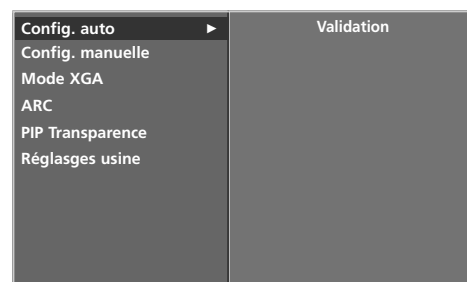 Config. auto ► Validation
Config. manuelle
Mode XGA
ARC
PIP Transparence
Réglasges usine